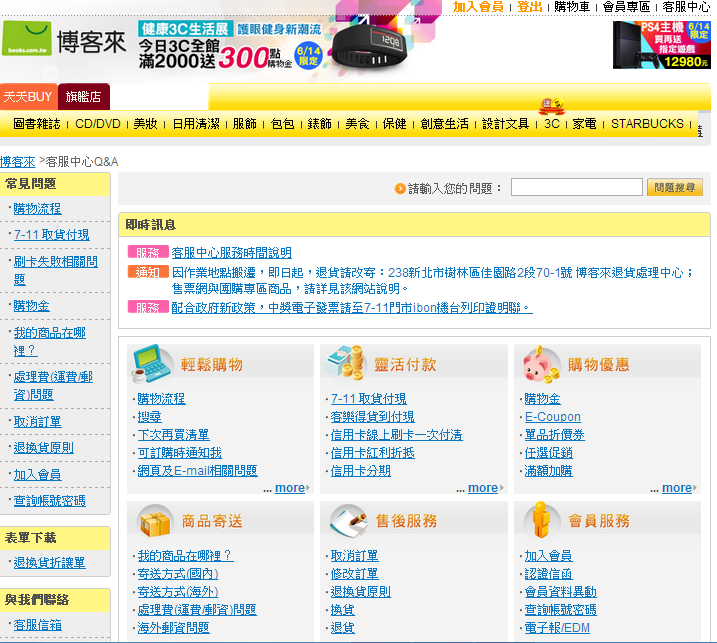 加入會員 | 登出 | 購物車 | 會員專區 | 客服中心
books.com.tw
博客來
健康3C生活展 護眼健身新潮流
今日3C全館
滿2000送300點購物金
6/14限定
PS4主機
買再送
指定遊戲
6/14限定
12980元
天天BUY 旗艦店
圖書雜誌 | CD/DVD | 美妝 | 日用清潔 | 服飾 | 包包 | 錶飾 | 美食 | 保健 | 創意生活 | 設計文具 | 3C | 家電 | STARBUCKS |
博客來 >客服中心Q&A
常見問題
·購物流程
·7-11 取貨付現
·刷卡失敗相關問
題
·購物金
·我的商品在哪
裡？
·處理費(運費/郵
資)問題
·取消訂單
·退換貨原則
·加入會員
·查詢帳號密碼
表單下載
·退換貨折讓單
與我們聯絡
·客服信箱
請輸入您的問題：
問題搜尋
即時訊息
服務 客服中心服務時間說明
通知 因作業地點搬遷，即日起，退貨請改寄：238新北市樹林區佳園路2段70-1號 博客來退貨處理中心；
售票網與團購專區商品，請詳見該網站說明。
服務 配合政府新政策，中獎電子發票請至7-11門市ibon機台列印證明聯。
輕鬆購物
·購物流程
·搜尋
·下次再買清單
·可訂購時通知我
·網頁及E-mail相關問題
... more
靈活付款
·7-11 取貨付現
·客樂得貨到付現
·信用卡線上刷卡一次付清
·信用卡紅利折抵
·信用卡分期
... more
購物優惠
·購物金
·E-Coupon
·單品折價券
·任選促銷
·滿額加購
... more
商品寄送
·我的商品在哪裡？
·寄送方式(國內)
·寄送方式(海外)
·處理費(運費/郵資)問題
·海外郵資問題
售後服務
·取消訂單
·修改訂單
·退換貨原則
·換貨
·退貨
會員服務
·加入會員
·認證信函
·會員資料異動
·查詢帳號密碼
·電子報/EDM